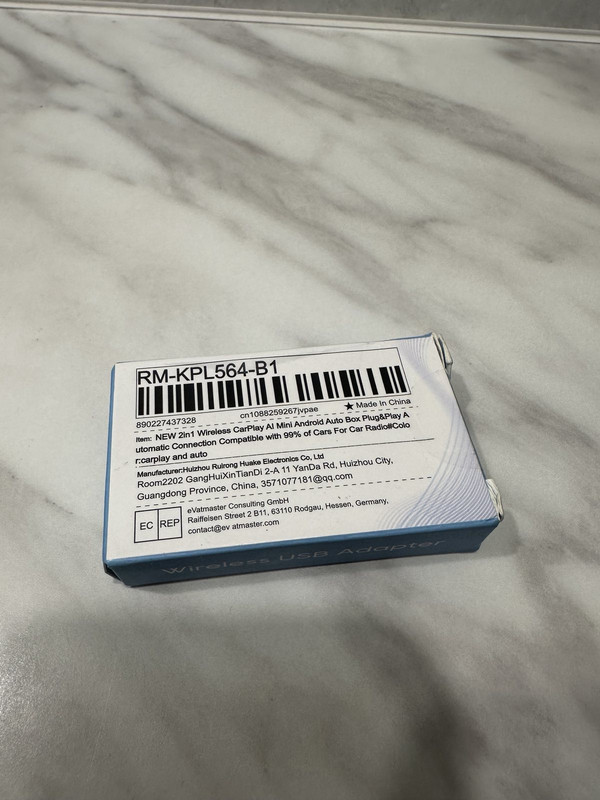 RM-KPL564-B1
890227437328
cn1088259267jvpae
★ Made In China
Item: NEW 2in1 Wireless CarPlay AI Mini Android Auto Box Plug&Play A
utomatic Connection Compatible with 99% of Cars For Car Radio#Colo
r:carplay and auto
Manufacturer:Huizhou Ruirong Huake Electronics Co, Ltd
Room2202 GangHuiXinTianDi 2-A 11 YanDa Rd, Huizhou City,
Guangdong Province, China, 3571077181@qq.com
EC REP
eVatmaster Consulting GmbH
Raiffeisen Street 2 B11, 63110 Rodgau, Hessen, Germany,
contact@ev atmaster.com
Wireless USB Adapter